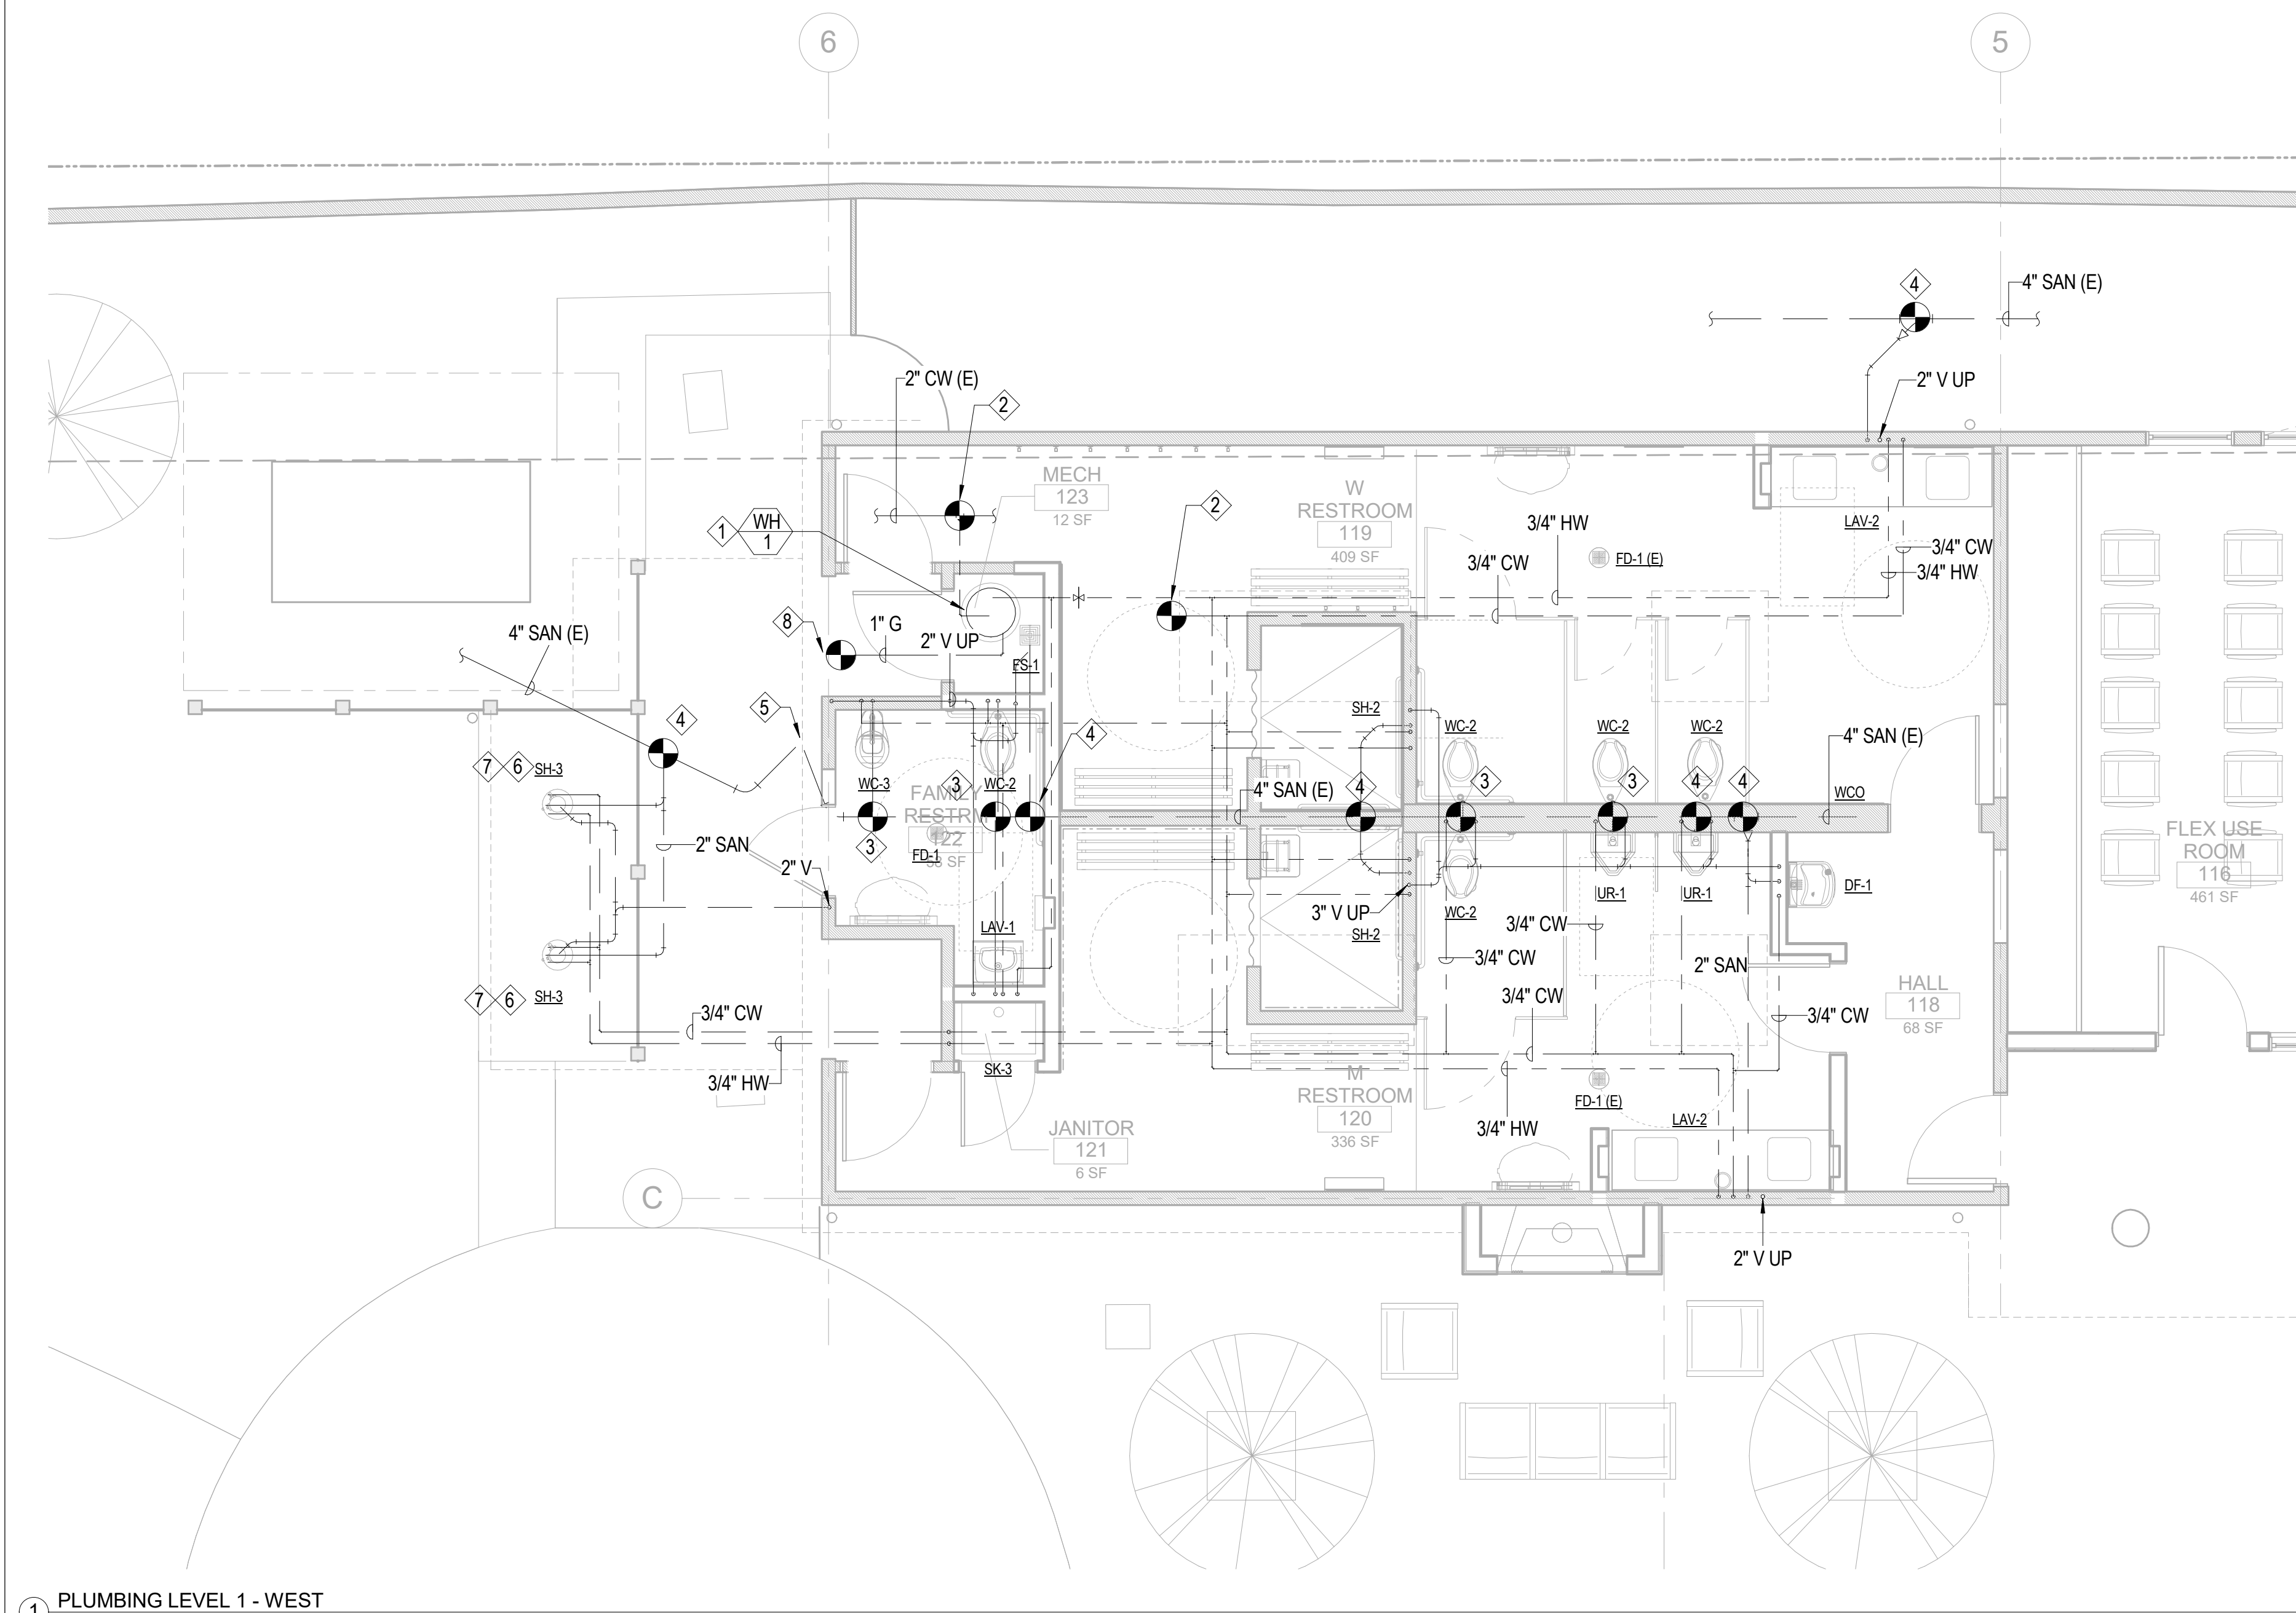 6
5
4
4" SAN (E)
2" CW (E)
2" V UP
2
MECH
123
12 SF
W
RESTROOM
119
409 SF
2
1
WH
1
3/4" HW
3/4" CW
FD-1 (E)
LAV-2
3/4" CW
3/4" HW
8
1" G
2" V UP
FS-1
4" SAN (E)
4
5
SH-2
WC-2
WC-2
WC-2
4
4" SAN (E)
7
6
SH-3
WC-3
3
WC-2
4" SAN (E)
4
3
3
4
4
WCO
FAMILY
RESTRM
122
FD-1
3
2" SAN
2" V
FLEX USE
ROOM
116
461 SF
DF-1
UR-1
UR-1
LAV-1
3" V UP
SH-2
WC-2
3/4" CW
3/4" CW
2" SAN
7
6
SH-3
3/4" CW
3/4" CW
HALL
118
68 SF
3/4" CW
3/4" HW
SK-3
M
RESTROOM
120
336 SF
FD-1 (E)
LAV-2
3/4" HW
JANITOR
121
6 SF
C
2" V UP
1
PLUMBING LEVEL 1 - WEST